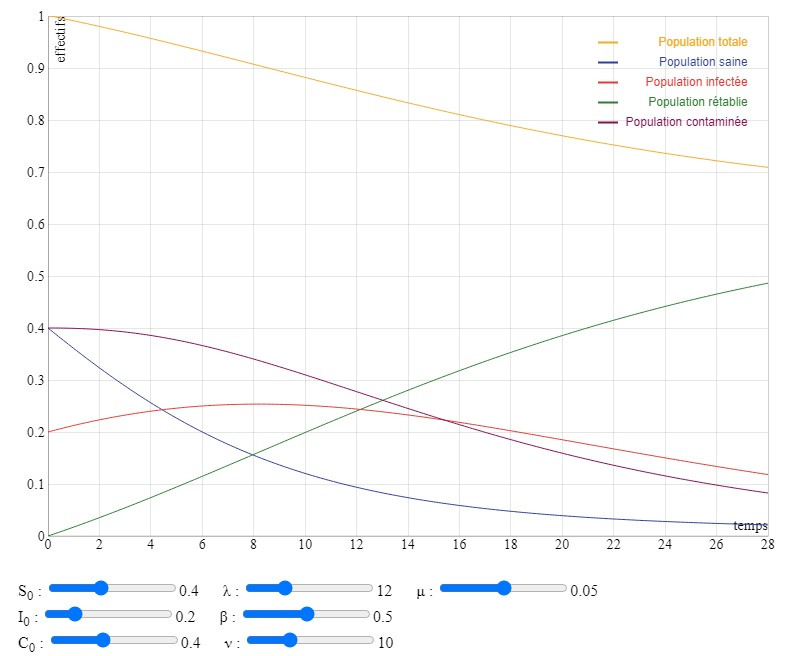 effectifs
1
0.9
0.8
0.7
0.6
0.5
0.4
0.3
0.2
0.1
0
Population totale
Population saine
Population infectée
Population rétablie
Population contaminée
temps
0 2 4 6 8 10 12 14 16 18 20 22 24 26 28
S0 : 0.4 λ : 12 μ : 0.05
I0 : 0.2 β : 0.5
C0 : 0.4 ν : 10